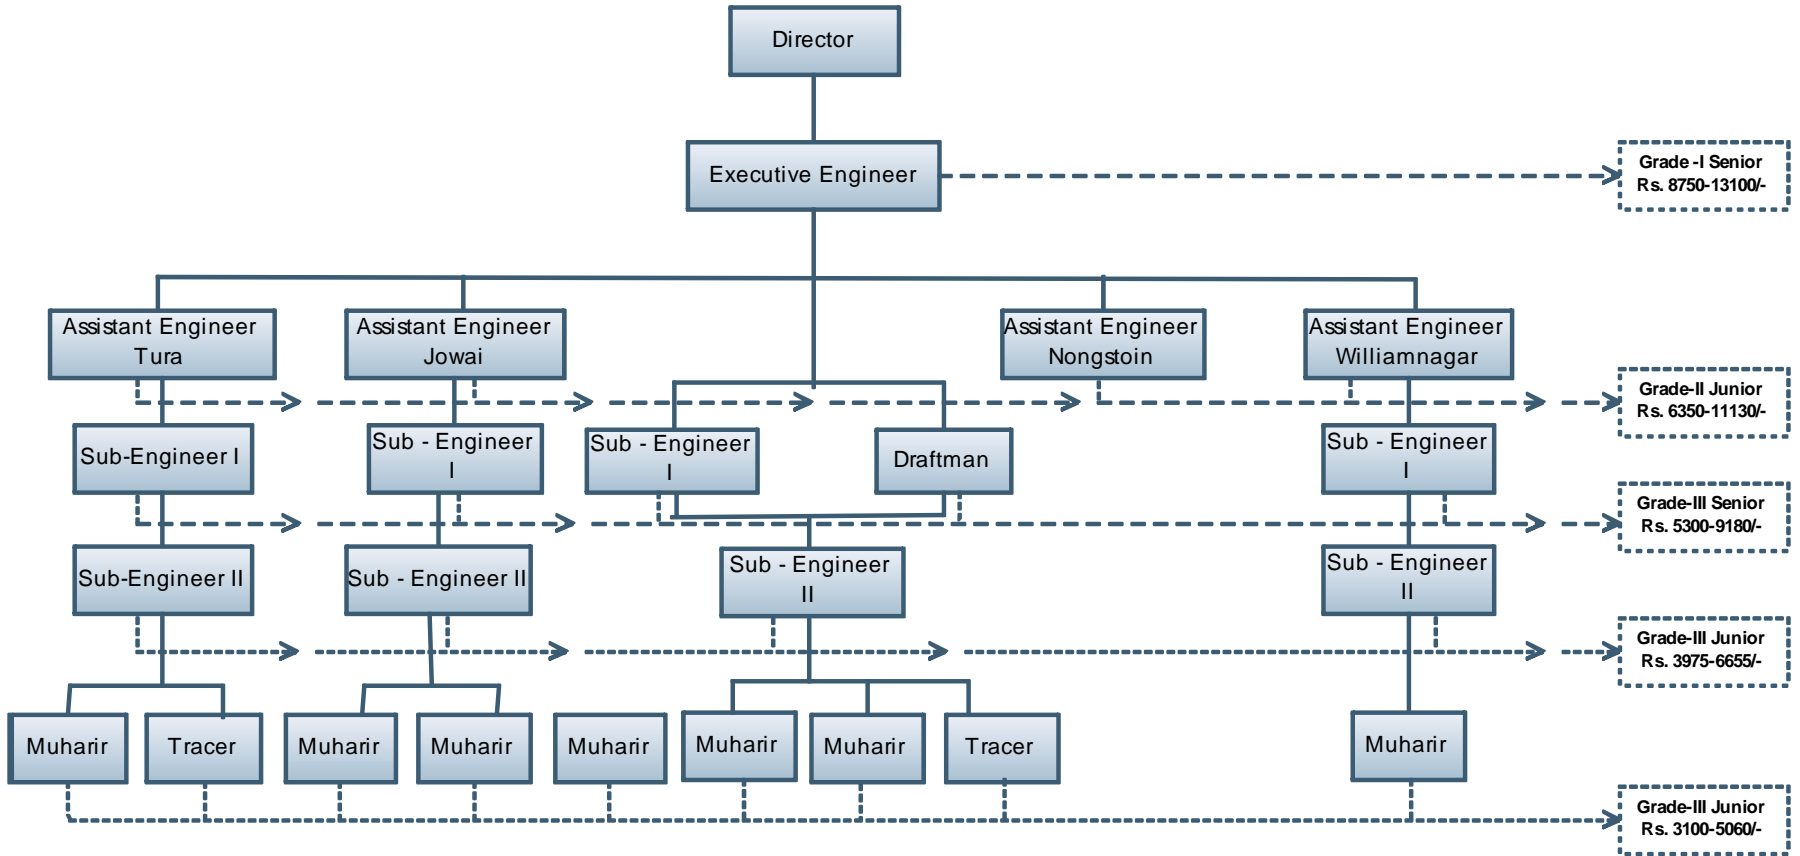 Director
Executive Engineer
Grade -I Senior
Rs. 8750-13100/-
Assistant Engineer
Tura
Assistant Engineer
Jowai
Assistant Engineer
Nongstoin
Assistant Engineer
Williamnagar
Grade-II Junior
Rs. 6350-11130/-
Sub-Engineer I
Sub - Engineer
I
Sub - Engineer
I
Draftman
Sub - Engineer
I
Grade-III Senior
Rs. 5300-9180/-
Sub-Engineer II
Sub - Engineer II
Sub - Engineer
II
Sub - Engineer
II
Grade-III Junior
Rs. 3975-6655/-
Muharir
Tracer
Muharir
Muharir
Muharir
Muharir
Muharir
Tracer
Muharir
Grade-III Junior
Rs. 3100-5060/-